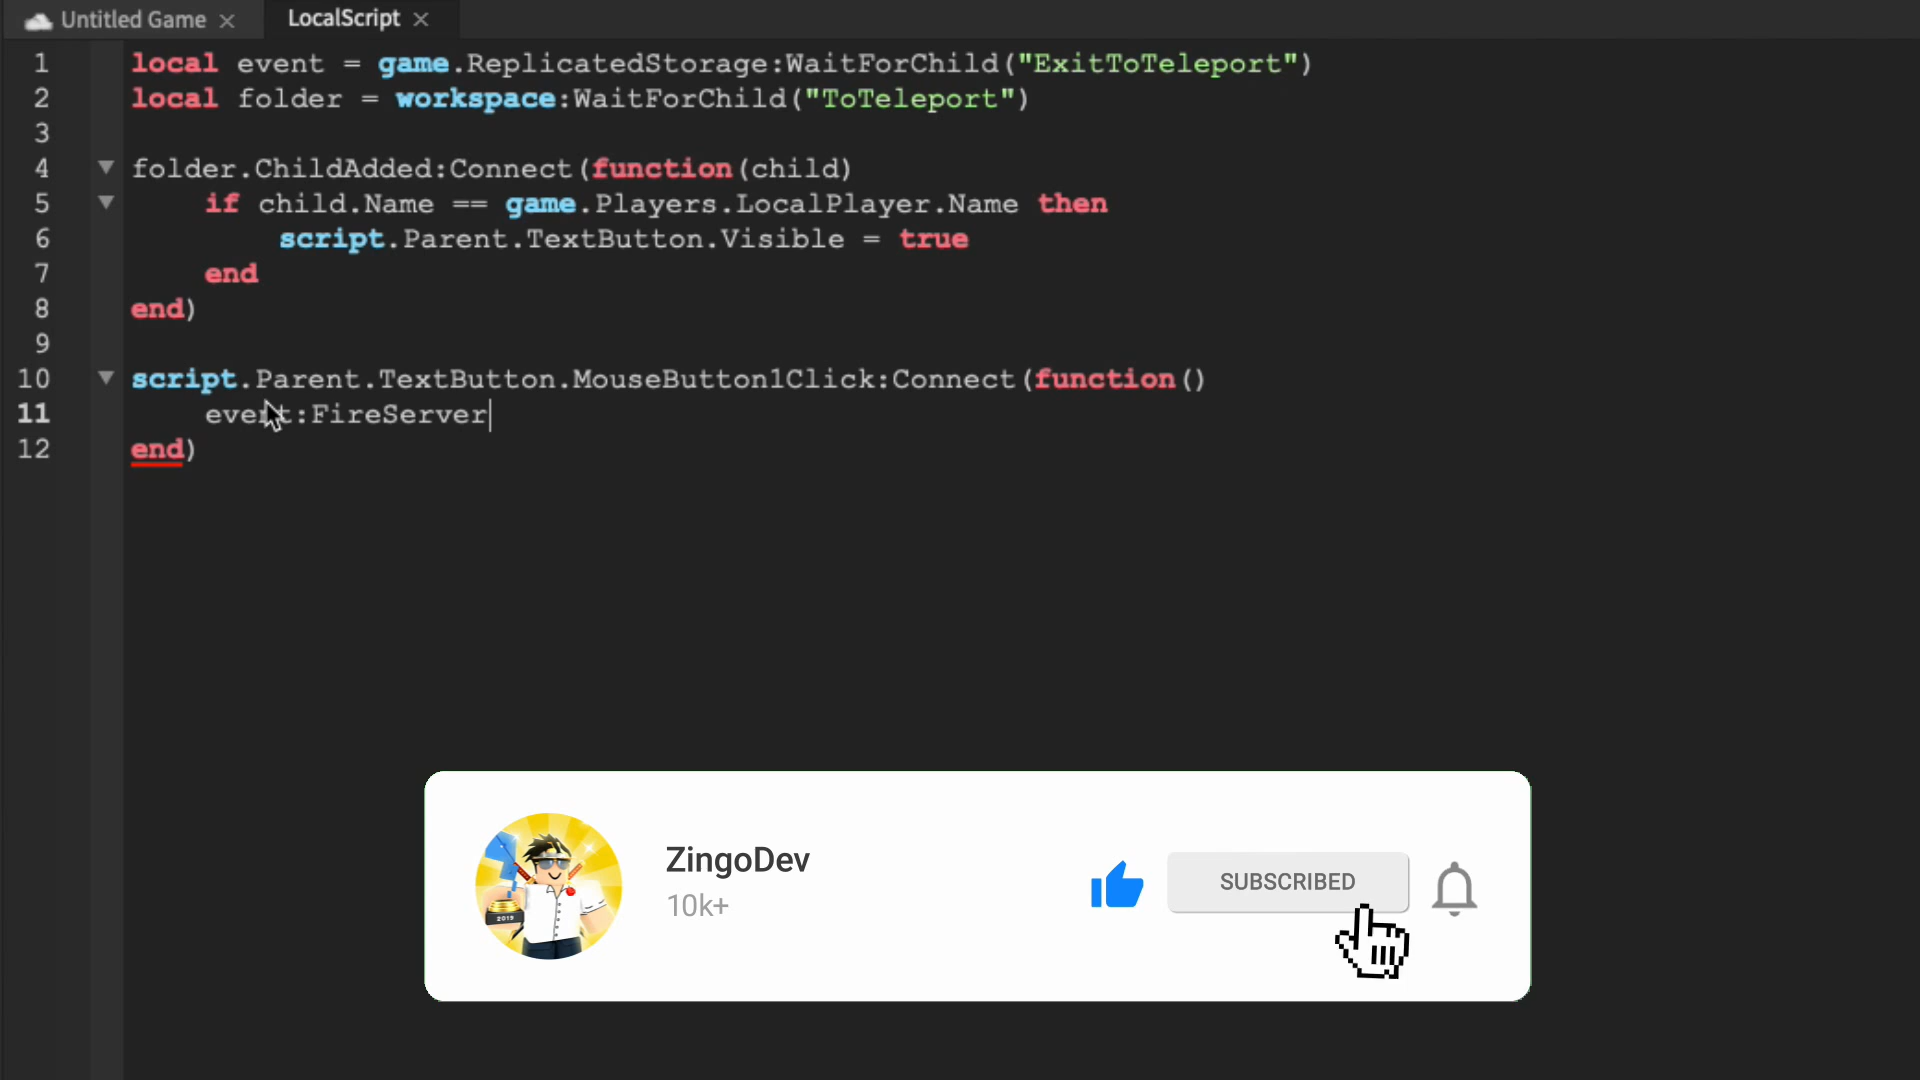 Untitled Game ×
LocalScript ×
1 local event = game.ReplicatedStorage:WaitForChild("ExitToTeleport")
2 local folder = workspace:WaitForChild("ToTeleport")
3
4 folder.ChildAdded:Connect(function(child)
5 if child.Name == game.Players.LocalPlayer.Name then
6 script.Parent.TextButton.Visible = true
7 end
8 end)
9
10 script.Parent.TextButton.MouseButton1Click:Connect(function()
11 event:FireServer
12 end)
ZingoDev
10k+
SUBSCRIBED
2019